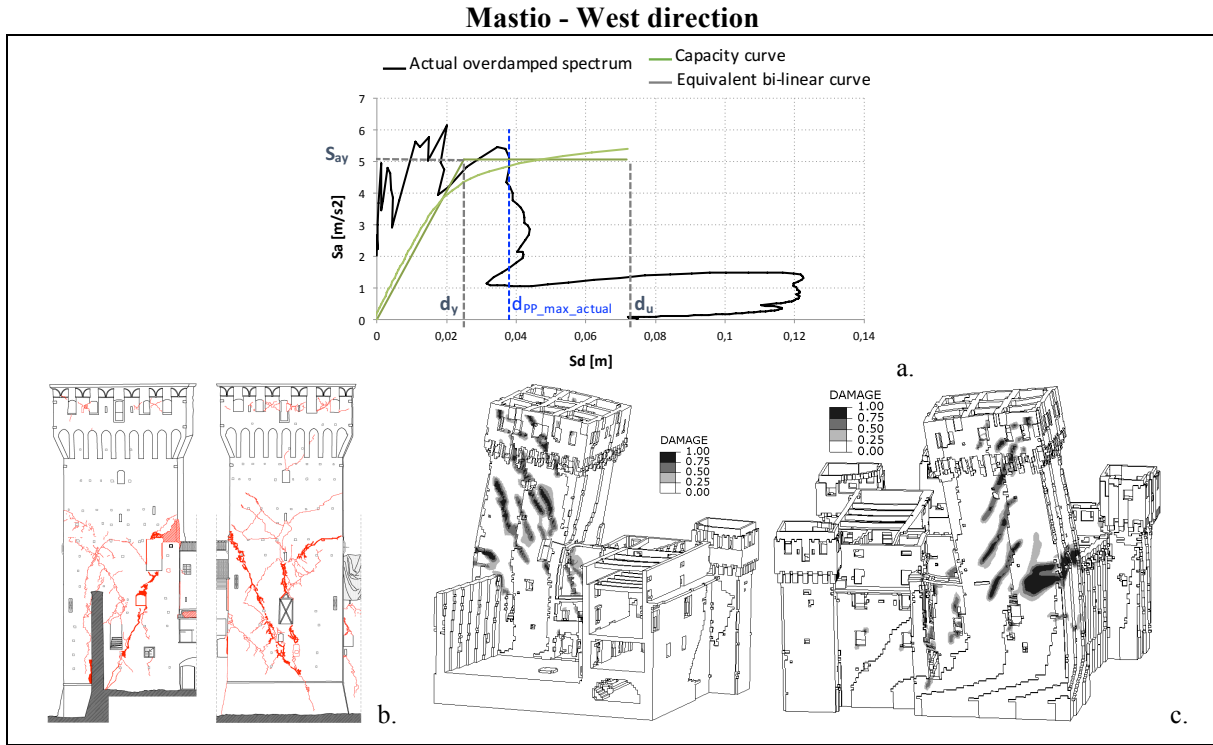 Mastio - West direction
Actual overdamped spectrum
Capacity curve
Equivalent bi-linear curve
7
6
5
4
3
2
1
0
Say
Sa [m/s2]
dy
dPP_max_actual
du
0
0,02
0,04
0,06
0,08
0,1
0,12
0,14
Sd [m]
a.
DAMAGE
1.00
0.75
0.50
0.25
0.00
DAMAGE
1.00
0.75
0.50
0.25
0.00
b.
c.